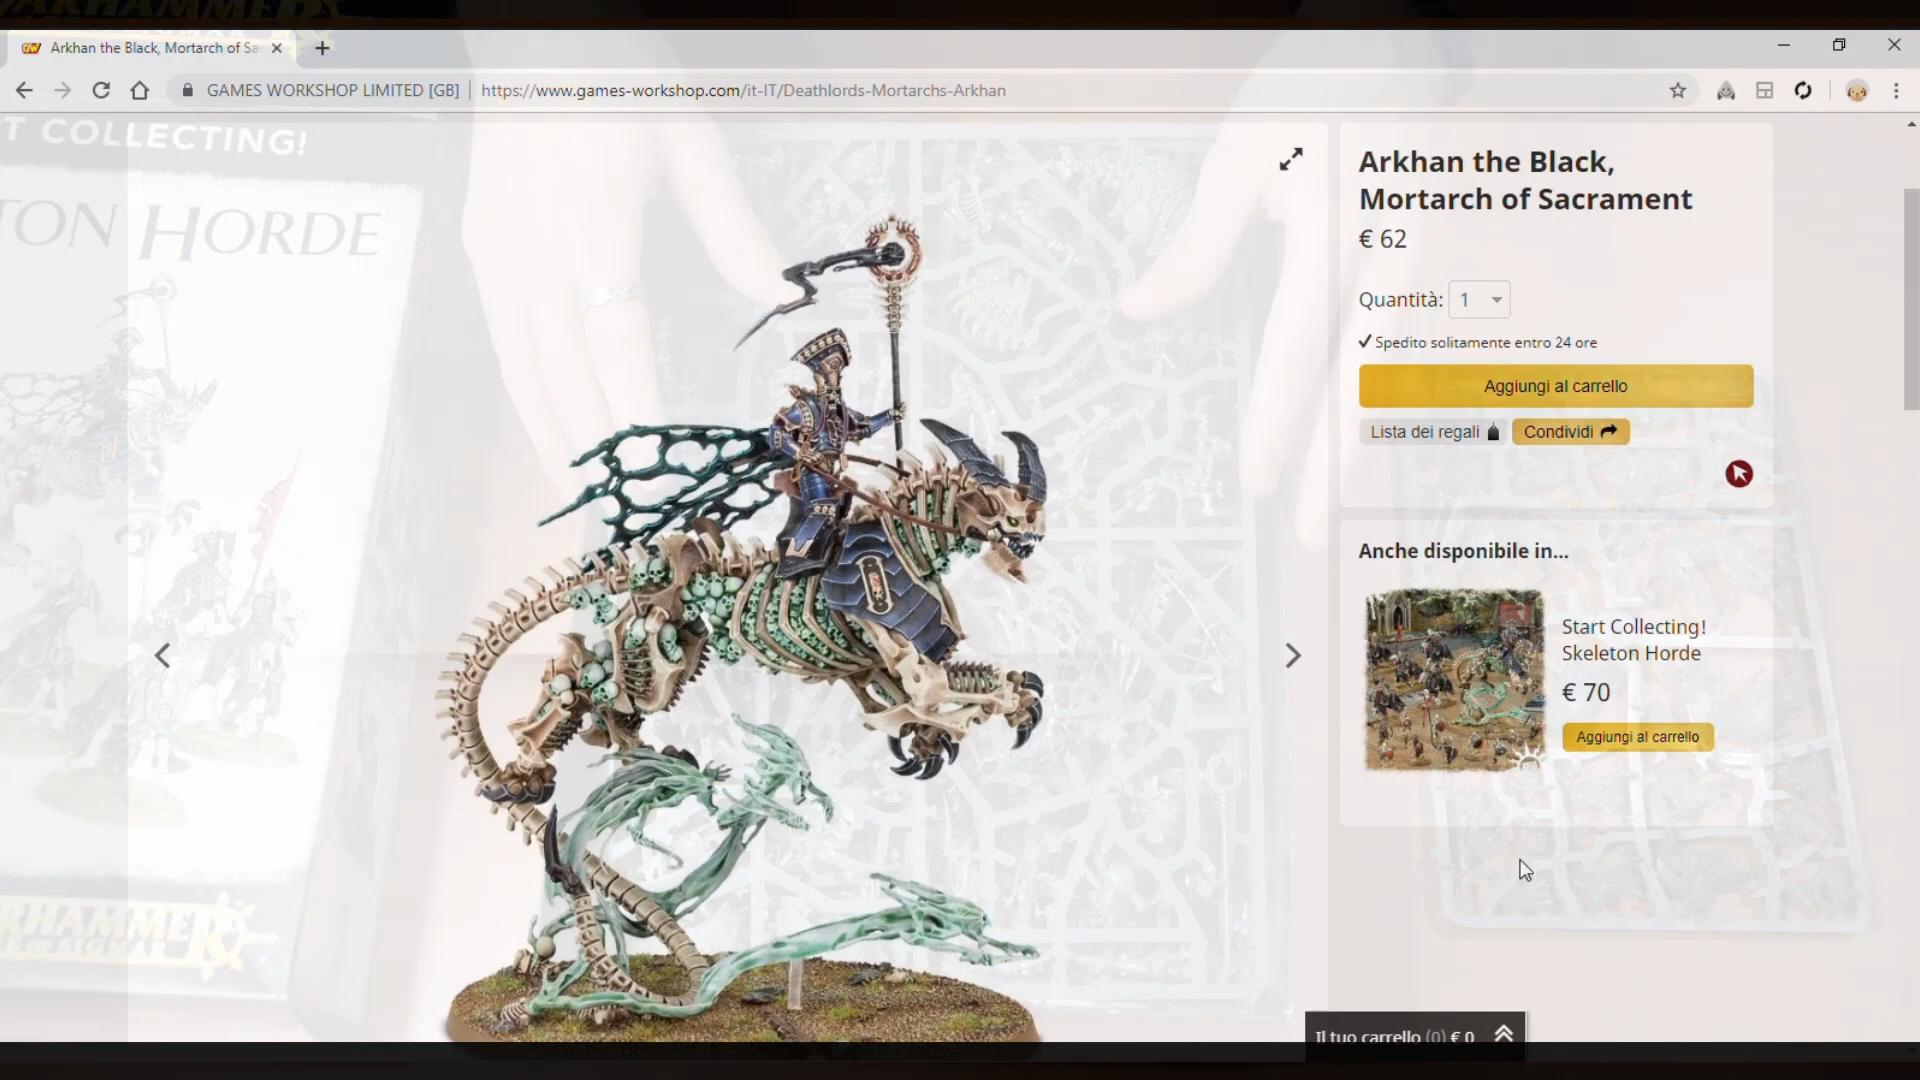 Arkhan the Black, Mortarch of Sa
GAMES WORKSHOP LIMITED [GB]
https://www.games-workshop.com/it-IT/Deathlords-Mortarchs-Arkhan
T COLLECTING!
TON HORDE
Arkhan the Black,
Mortarch of Sacrament
€ 62
Quantità: 1
Spedito solitamente entro 24 ore
Aggiungi al carrello
Lista dei regali
Condividi
Anche disponibile in...
Start Collecting!
Skeleton Horde
€ 70
Aggiungi al carrello
RHAMMER
Il tuo carrello (0) € 0